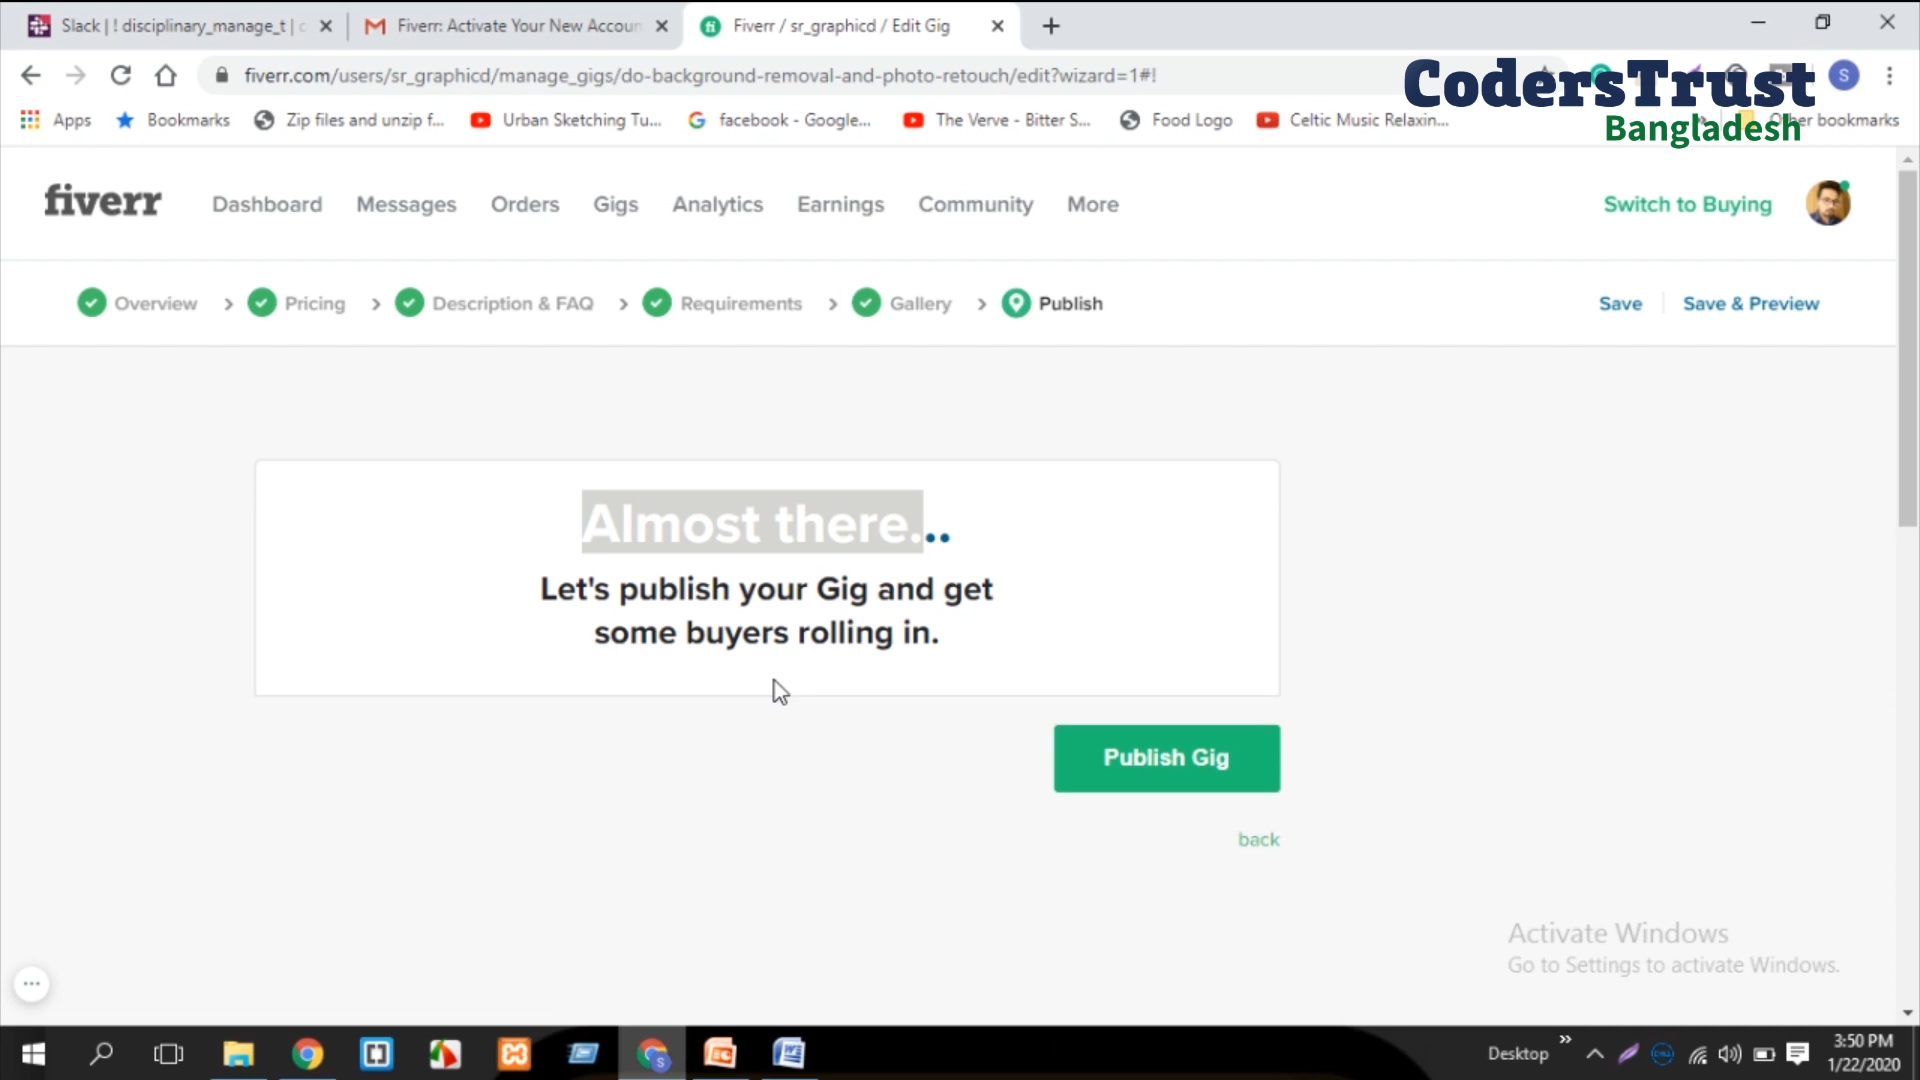 Slack | ! disciplinary_manage_t |
Fiverr: Activate Your New Accoun
Fiverr / sr_graphicd / Edit Gig
fiverr.com/users/sr_graphicd/manage_gigs/do-background-removal-and-photo-retouch/edit?wizard=1#!
S
CodersTrust
Bangladesh
Apps
Bookmarks
Zip files and unzip f...
Urban Sketching Tu...
facebook - Google...
The Verve - Bitter S...
Food Logo
Celtic Music Relaxin...
Other bookmarks
fiverr
Dashboard
Messages
Orders
Gigs
Analytics
Earnings
Community
More
Switch to Buying
Overview
Pricing
Description & FAQ
Requirements
Gallery
Publish
Save
Save & Preview
Almost there...
Let's publish your Gig and get
some buyers rolling in.
Publish Gig
back
Activate Windows
Go to Settings to activate Windows.
Desktop
3:50 PM
1/22/2020